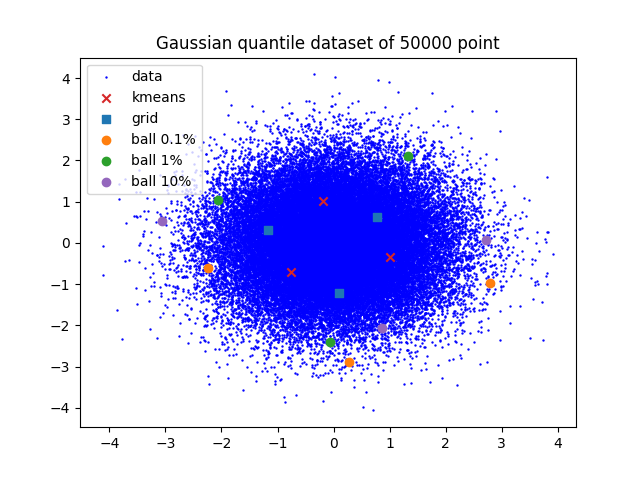 Gaussian quantile dataset of 50000 point
data
kmeans
grid
ball 0.1%
ball 1%
ball 10%
4
3
2
1
0
−1
−2
−3
−4
−4 −3 −2 −1 0 1 2 3 4